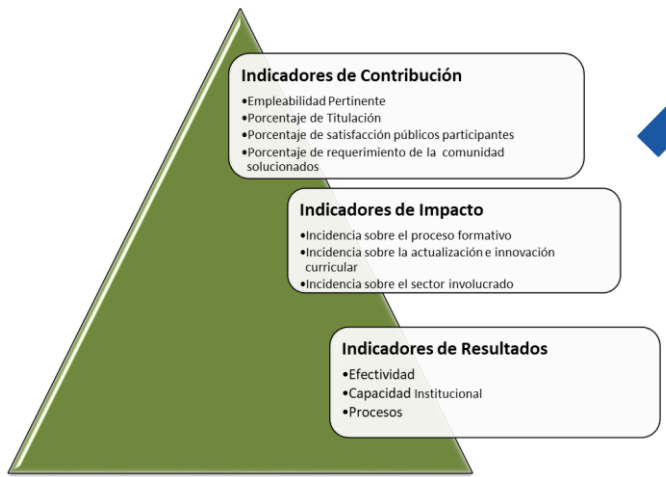 Indicadores de Contribución
•Empleabilidad Pertinente
•Porcentaje de Titulación
•Porcentaje de satisfacción públicos participantes
•Porcentaje de requerimiento de la comunidad
solucionados
Indicadores de Impacto
•Incidencia sobre el proceso formativo
•Incidencia sobre la actualización e innovación
curricular
•Incidencia sobre el sector involucrado
Indicadores de Resultados
•Efectividad
•Capacidad Institucional
•Procesos